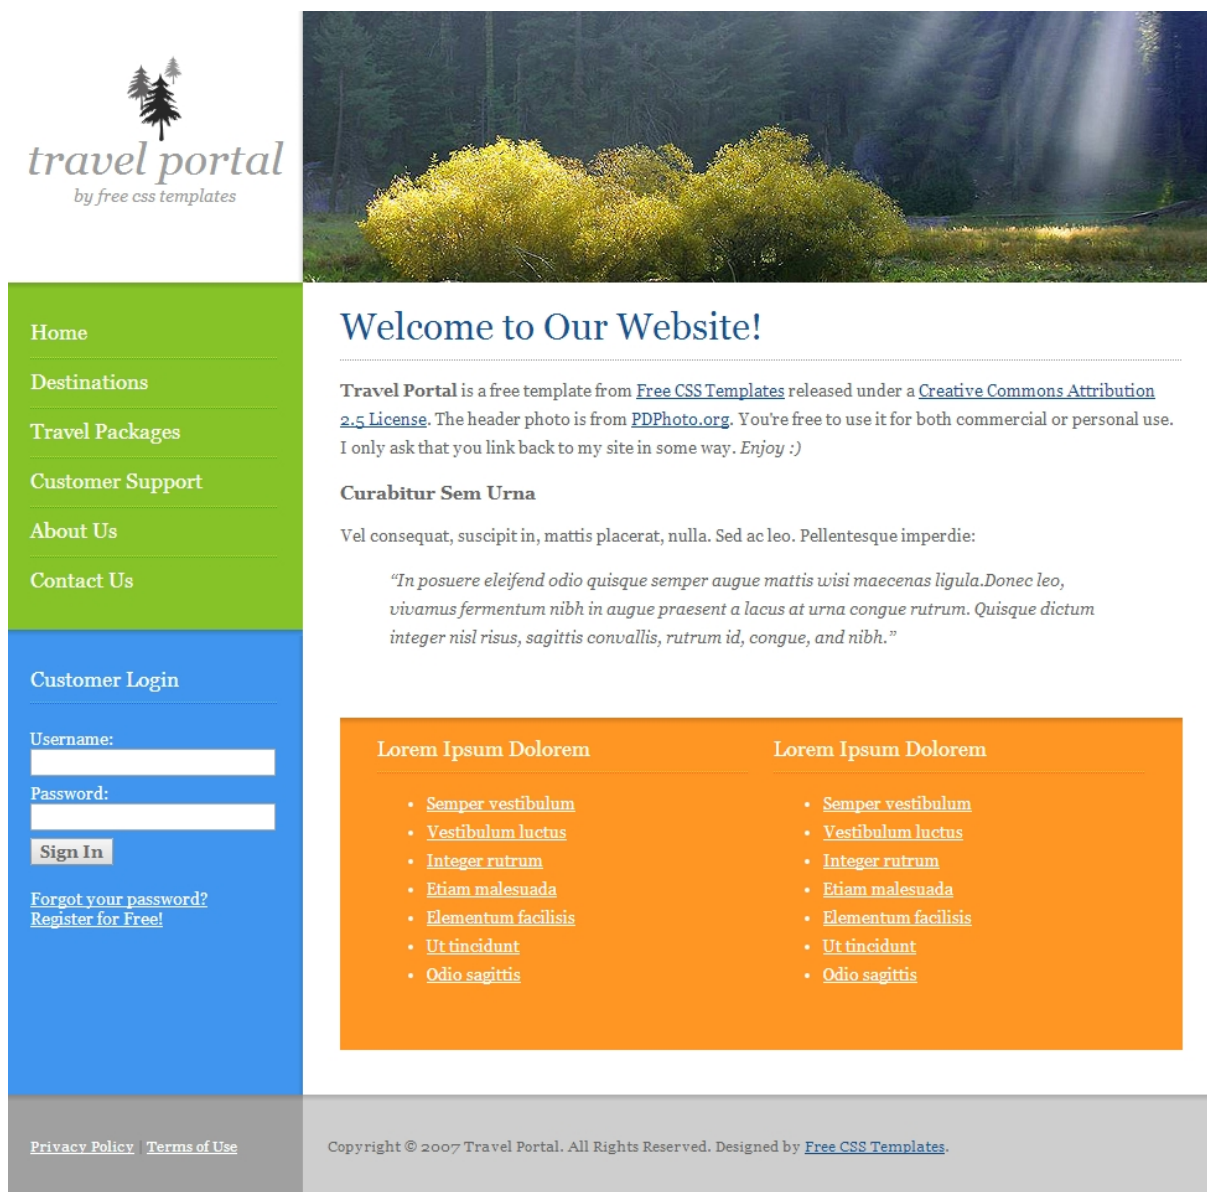 travel portal
by free css templates
Home
Destinations
Travel Packages
Customer Support
About Us
Contact Us
Customer Login
Username:
Password:
Sign In
Forgot your password?
Register for Free!
Welcome to Our Website!
Travel Portal is a free template from Free CSS Templates released under a Creative Commons Attribution
2.5 License. The header photo is from PDPhoto.org. You're free to use it for both commercial or personal use.
I only ask that you link back to my site in some way. Enjoy :)
Curabitur Sem Urna
Vel consequat, suscipit in, mattis placerat, nulla. Sed ac leo. Pellentesque imperdie:
“In posuere eleifend odio quisque semper augue mattis wisi maecenas ligula.Donec leo,
vivamus fermentum nibh in augue praesent a lacus at urna congue rutrum. Quisque dictum
integer nisl risus, sagittis convallis, rutrum id, congue, and nibh.”
Lorem Ipsum Dolorem
• Semper vestibulum
• Vestibulum luctus
• Integer rutrum
• Etiam malesuada
• Elementum facilisis
• Ut tincidunt
• Odio sagittis
Lorem Ipsum Dolorem
• Semper vestibulum
• Vestibulum luctus
• Integer rutrum
• Etiam malesuada
• Elementum facilisis
• Ut tincidunt
• Odio sagittis
Privacy Policy | Terms of Use
Copyright © 2007 Travel Portal. All Rights Reserved. Designed by Free CSS Templates.